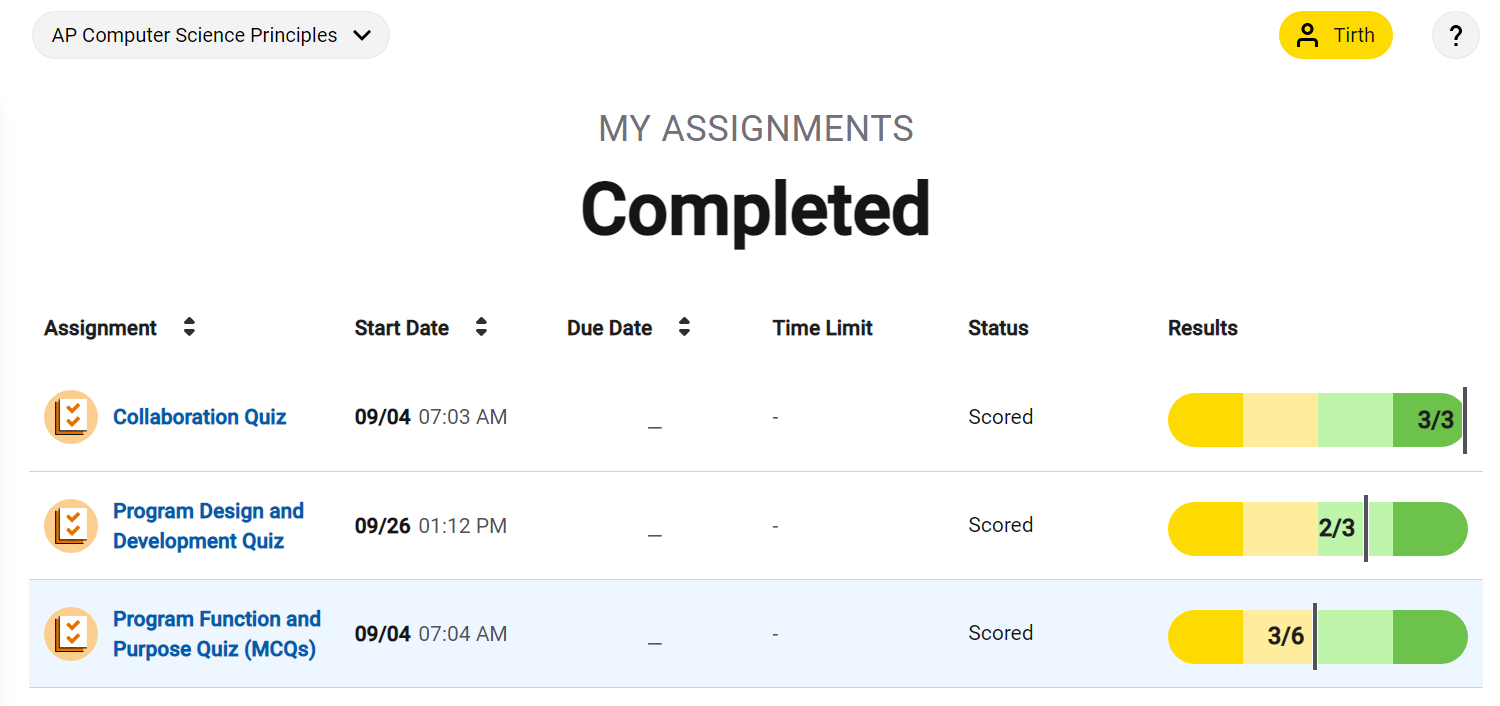 AP Computer Science Principles
Tirth
?
MY ASSIGNMENTS
Completed
Assignment Start Date Due Date Time Limit Status Results
Collaboration Quiz 09/04 07:03 AM _ - Scored 3/3
Program Design and
Development Quiz 09/26 01:12 PM _ - Scored 2/3
Program Function and
Purpose Quiz (MCQs) 09/04 07:04 AM _ - Scored 3/6